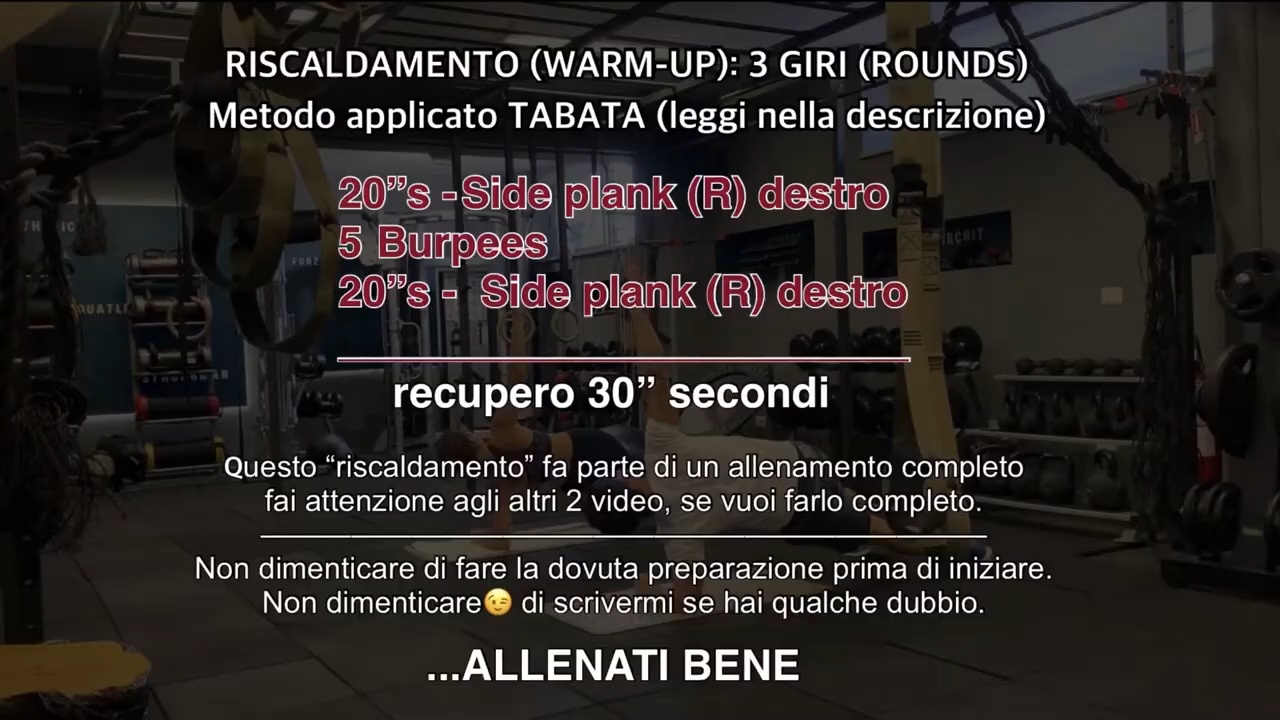 RISCALDAMENTO (WARM-UP): 3 GIRI (ROUNDS)
Metodo applicato TABATA (leggi nella descrizione)
20”s -Side plank (R) destro
5 Burpees
20”s - Side plank (R) destro
recupero 30” secondi
Questo “riscaldamento” fa parte di un allenamento completo
fai attenzione agli altri 2 video, se vuoi farlo completo.
Non dimenticare di fare la dovuta preparazione prima di iniziare.
Non dimenticare😉 di scrivermi se hai qualche dubbio.
...ALLENATI BENE